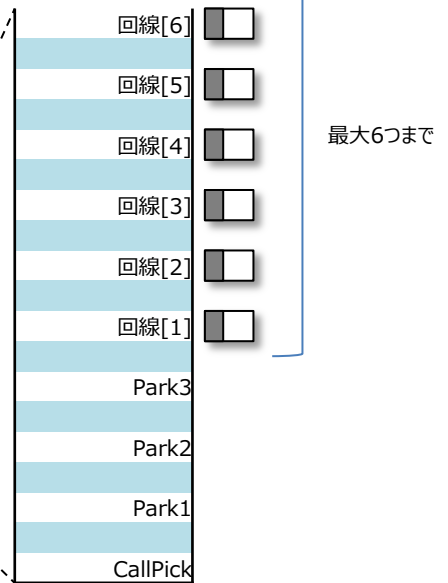 回線[6]
回線[5]
回線[4]
最大6つまで
回線[3]
回線[2]
回線[1]
Park3
Park2
Park1
CallPick